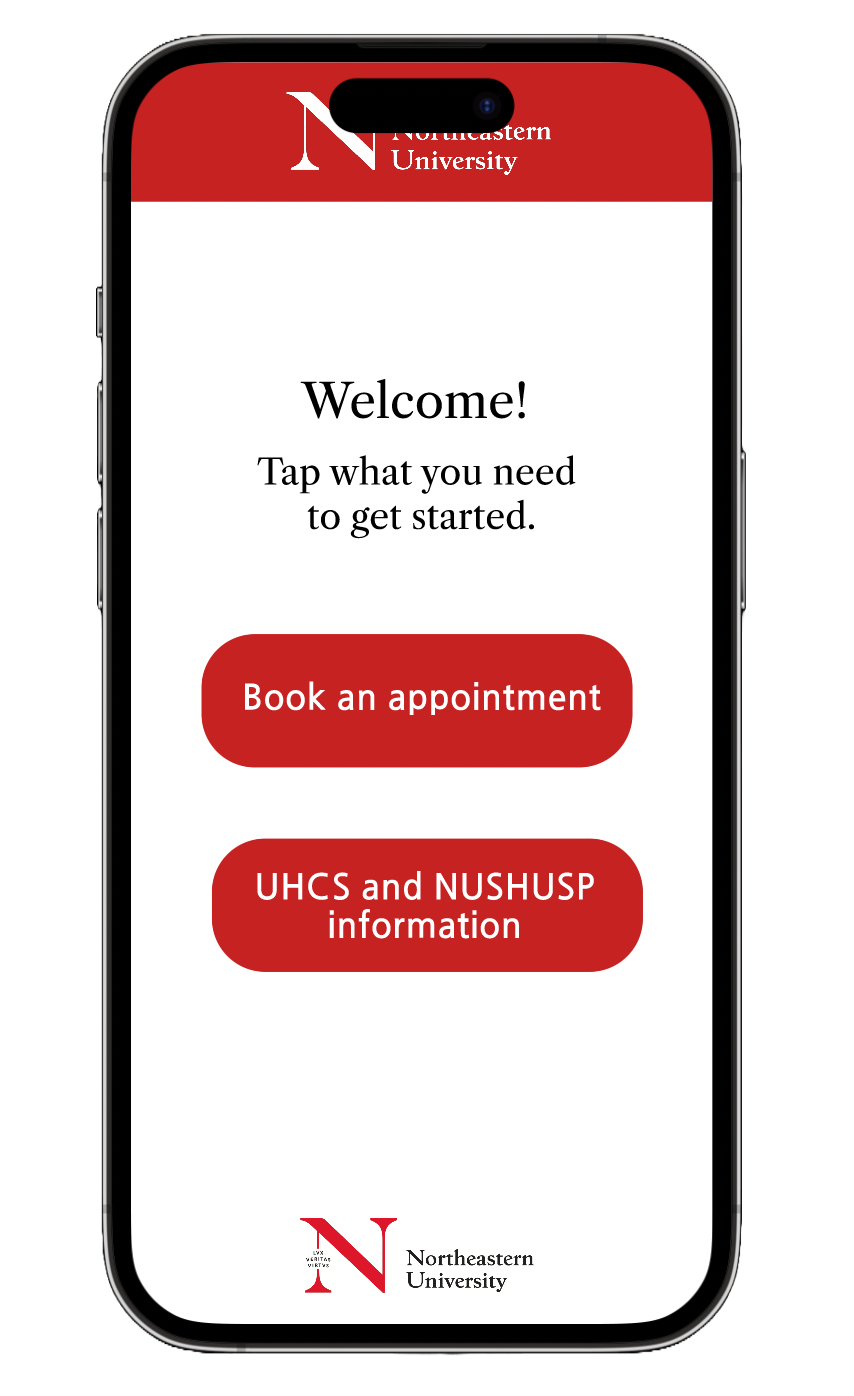 Northeastern
University
Welcome!
Tap what you need
to get started.
Book an appointment
UHCS and NUSHUSP
information
LVX
VERITAS
VIRTVS
Northeastern
University